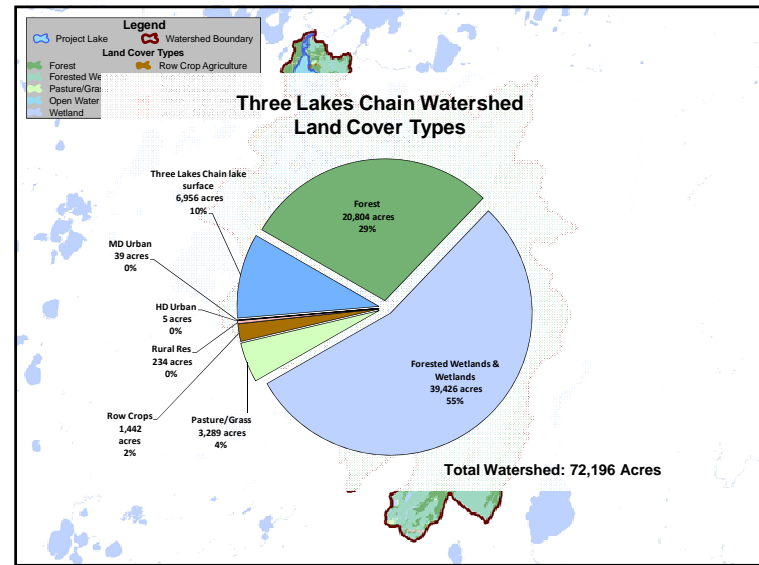 Legend
Project Lake Watershed Boundary
Land Cover Types
Forest Row Crop Agriculture
Forested We
Pasture/Gras
Open Water
Wetland
Three Lakes Chain Watershed
Land Cover Types
Three Lakes Chain lake
surface
6,956 acres
10%
Forest
20,804 acres
29%
MD Urban
39 acres
0%
HD Urban
5 acres
0%
Rural Res
234 acres
0%
Row Crops
1,442
acres
2%
Pasture/Grass
3,289 acres
4%
Forested Wetlands &
Wetlands
39,426 acres
55%
Total Watershed: 72,196 Acres